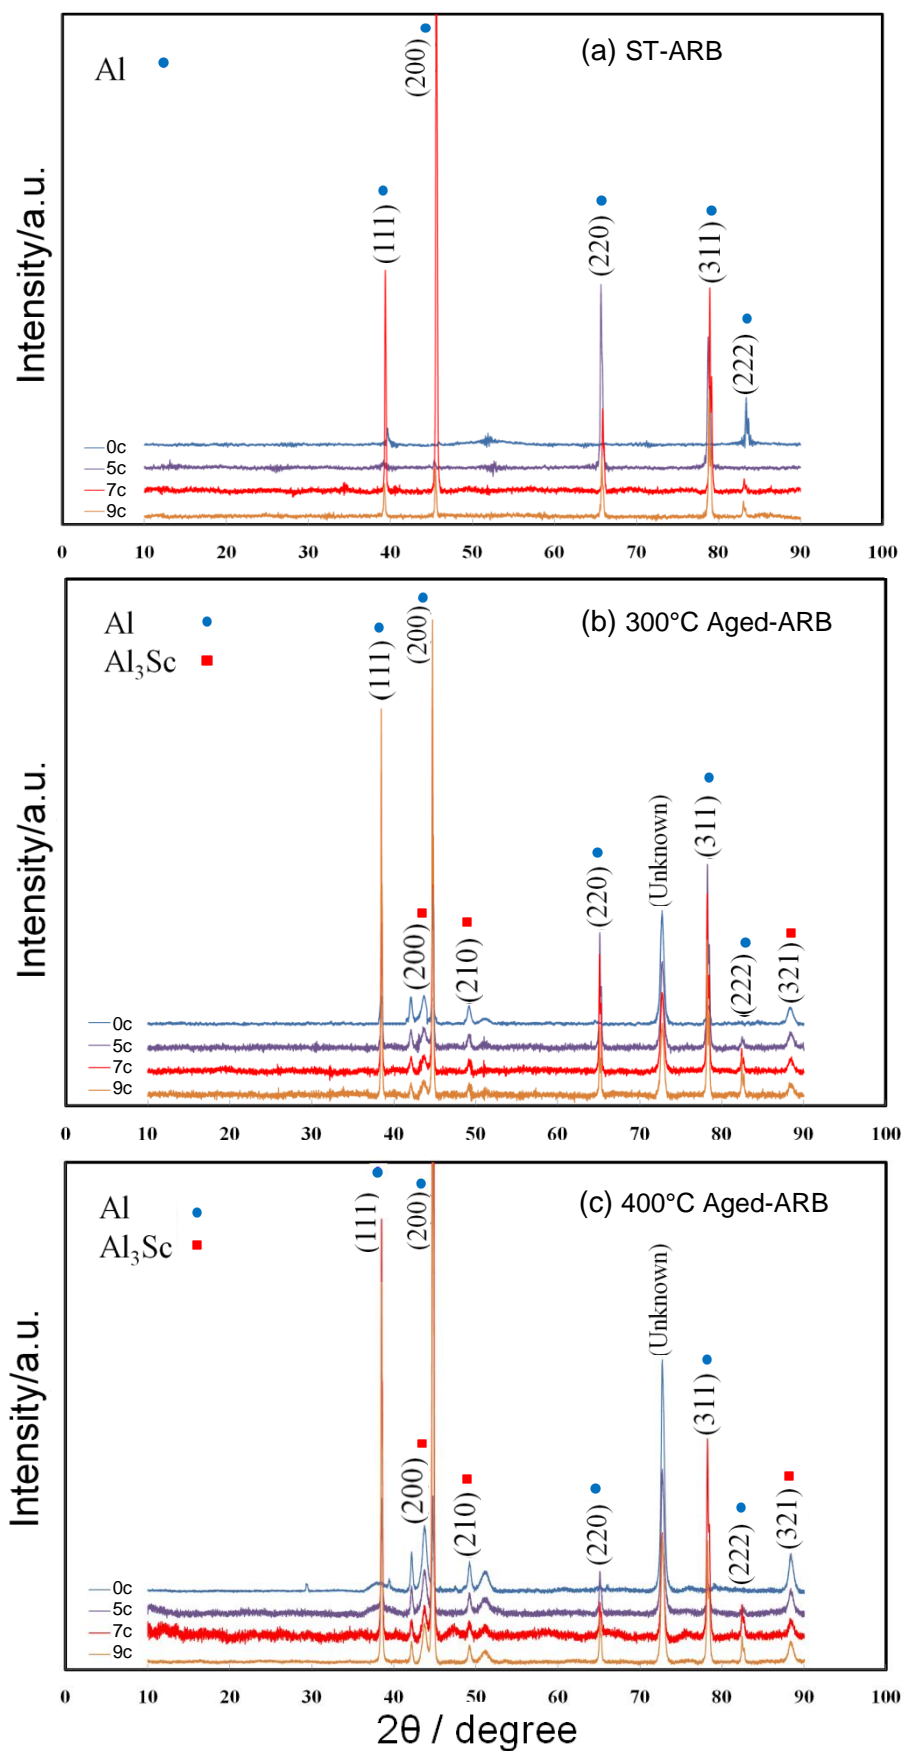 (a) ST-ARB
Al
(200)
(111)
(220)
(311)
(222)
Intensity/a.u.
0c
5c
7c
9c
0 10 20 30 40 50 60 70 80 90 100
(b) 300°C Aged-ARB
Al
Al₃Sc
(111)
(200)
(200)
(210)
(220)
(Unknown)
(311)
(222)
(321)
Intensity/a.u.
0c
5c
7c
9c
0 10 20 30 40 50 60 70 80 90 100
(c) 400°C Aged-ARB
Al
Al₃Sc
(111)
(200)
(200)
(210)
(220)
(Unknown)
(311)
(222)
(321)
Intensity/a.u.
0c
5c
7c
9c
0 10 20 30 40 50 60 70 80 90 100
2θ / degree